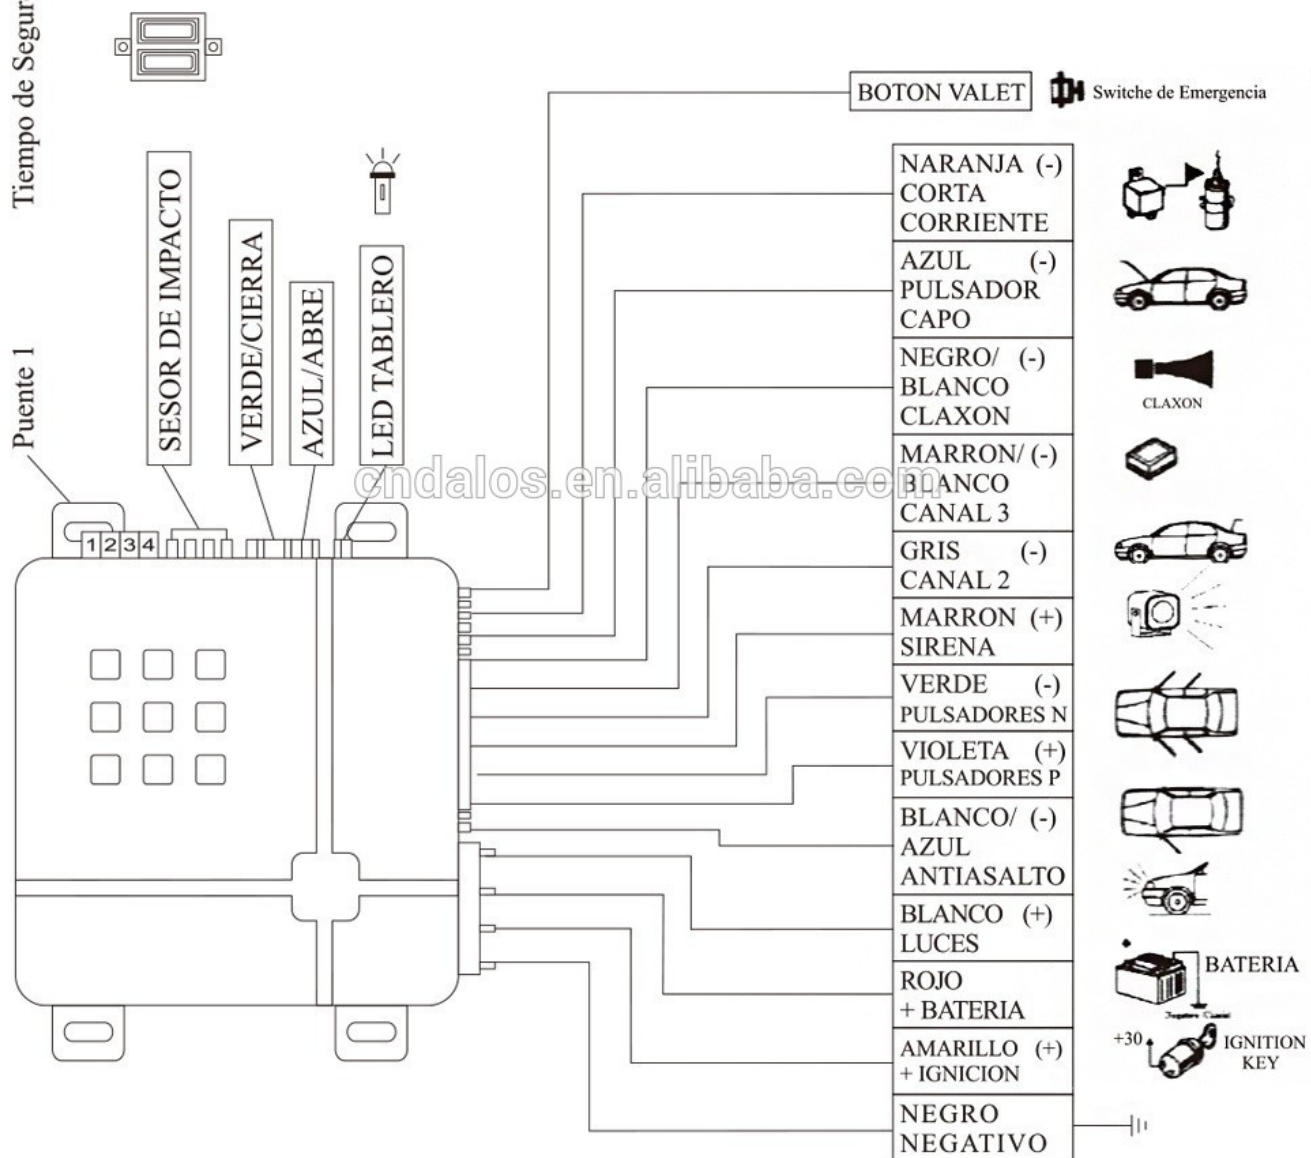 Tiempo de Segur
BOTON VALET
Switche de Emergencia
SESOR DE IMPACTO
VERDE/CIERRA
AZUL/ABRE
LED TABLERO
Puente 1
1 2 3 4
NARANJA (-)
CORTA
CORRIENTE
AZUL (-)
PULSADOR
CAPO
NEGRO/ (-)
BLANCO
CLAXON
CLAXON
MARRON/ (-)
BLANCO
CANAL 3
cndalos.en.alibaba.com
GRIS (-)
CANAL 2
MARRON (+)
SIRENA
VERDE (-)
PULSADORES N
VIOLETA (+)
PULSADORES P
BLANCO/ (-)
AZUL
ANTIASALTO
BLANCO (+)
LUCES
ROJO
+ BATERIA
BATERIA
AMARILLO (+)
+ IGNICION
+30
IGNITION
KEY
NEGRO
NEGATIVO